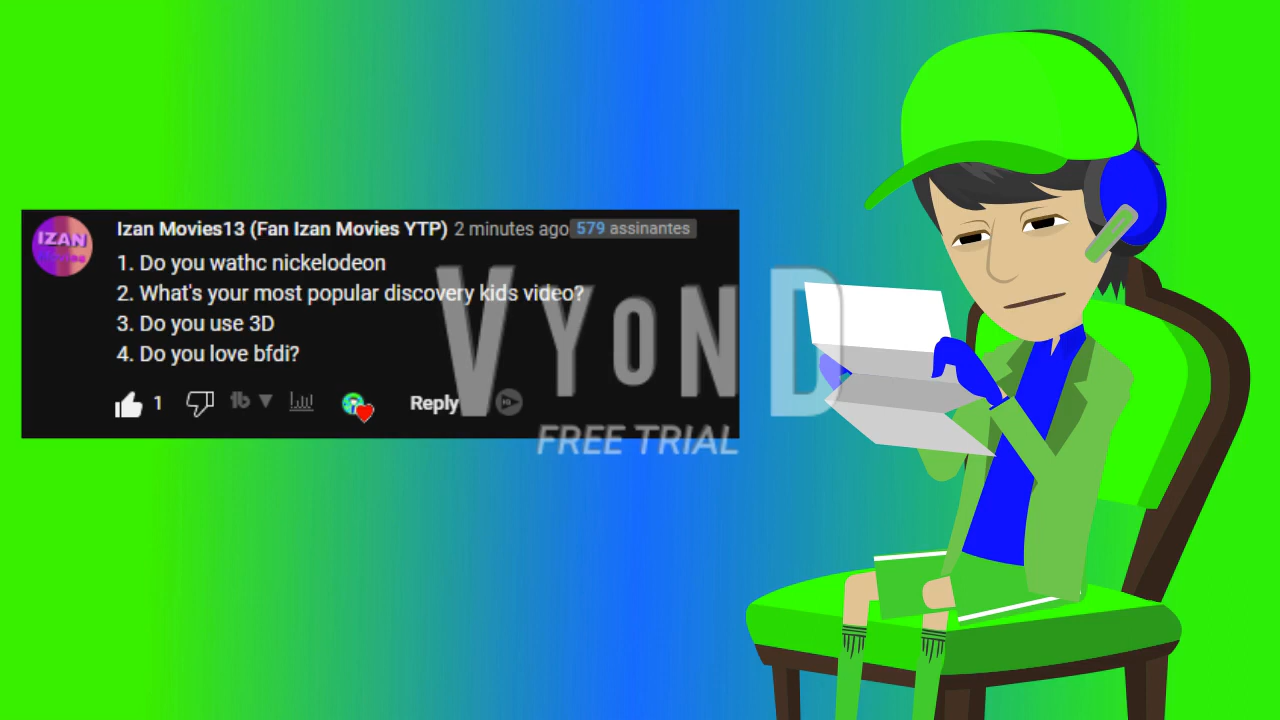 Izan Movies13 (Fan Izan Movies YTP) 2 minutes ago 579 assinantes
IZAN
1. Do you wathc nickelodeon
2. What's your most popular discovery kids video?
3. Do you use 3D
4. Do you love bfdi?
1 Reply
VYOND
FREE TRIAL